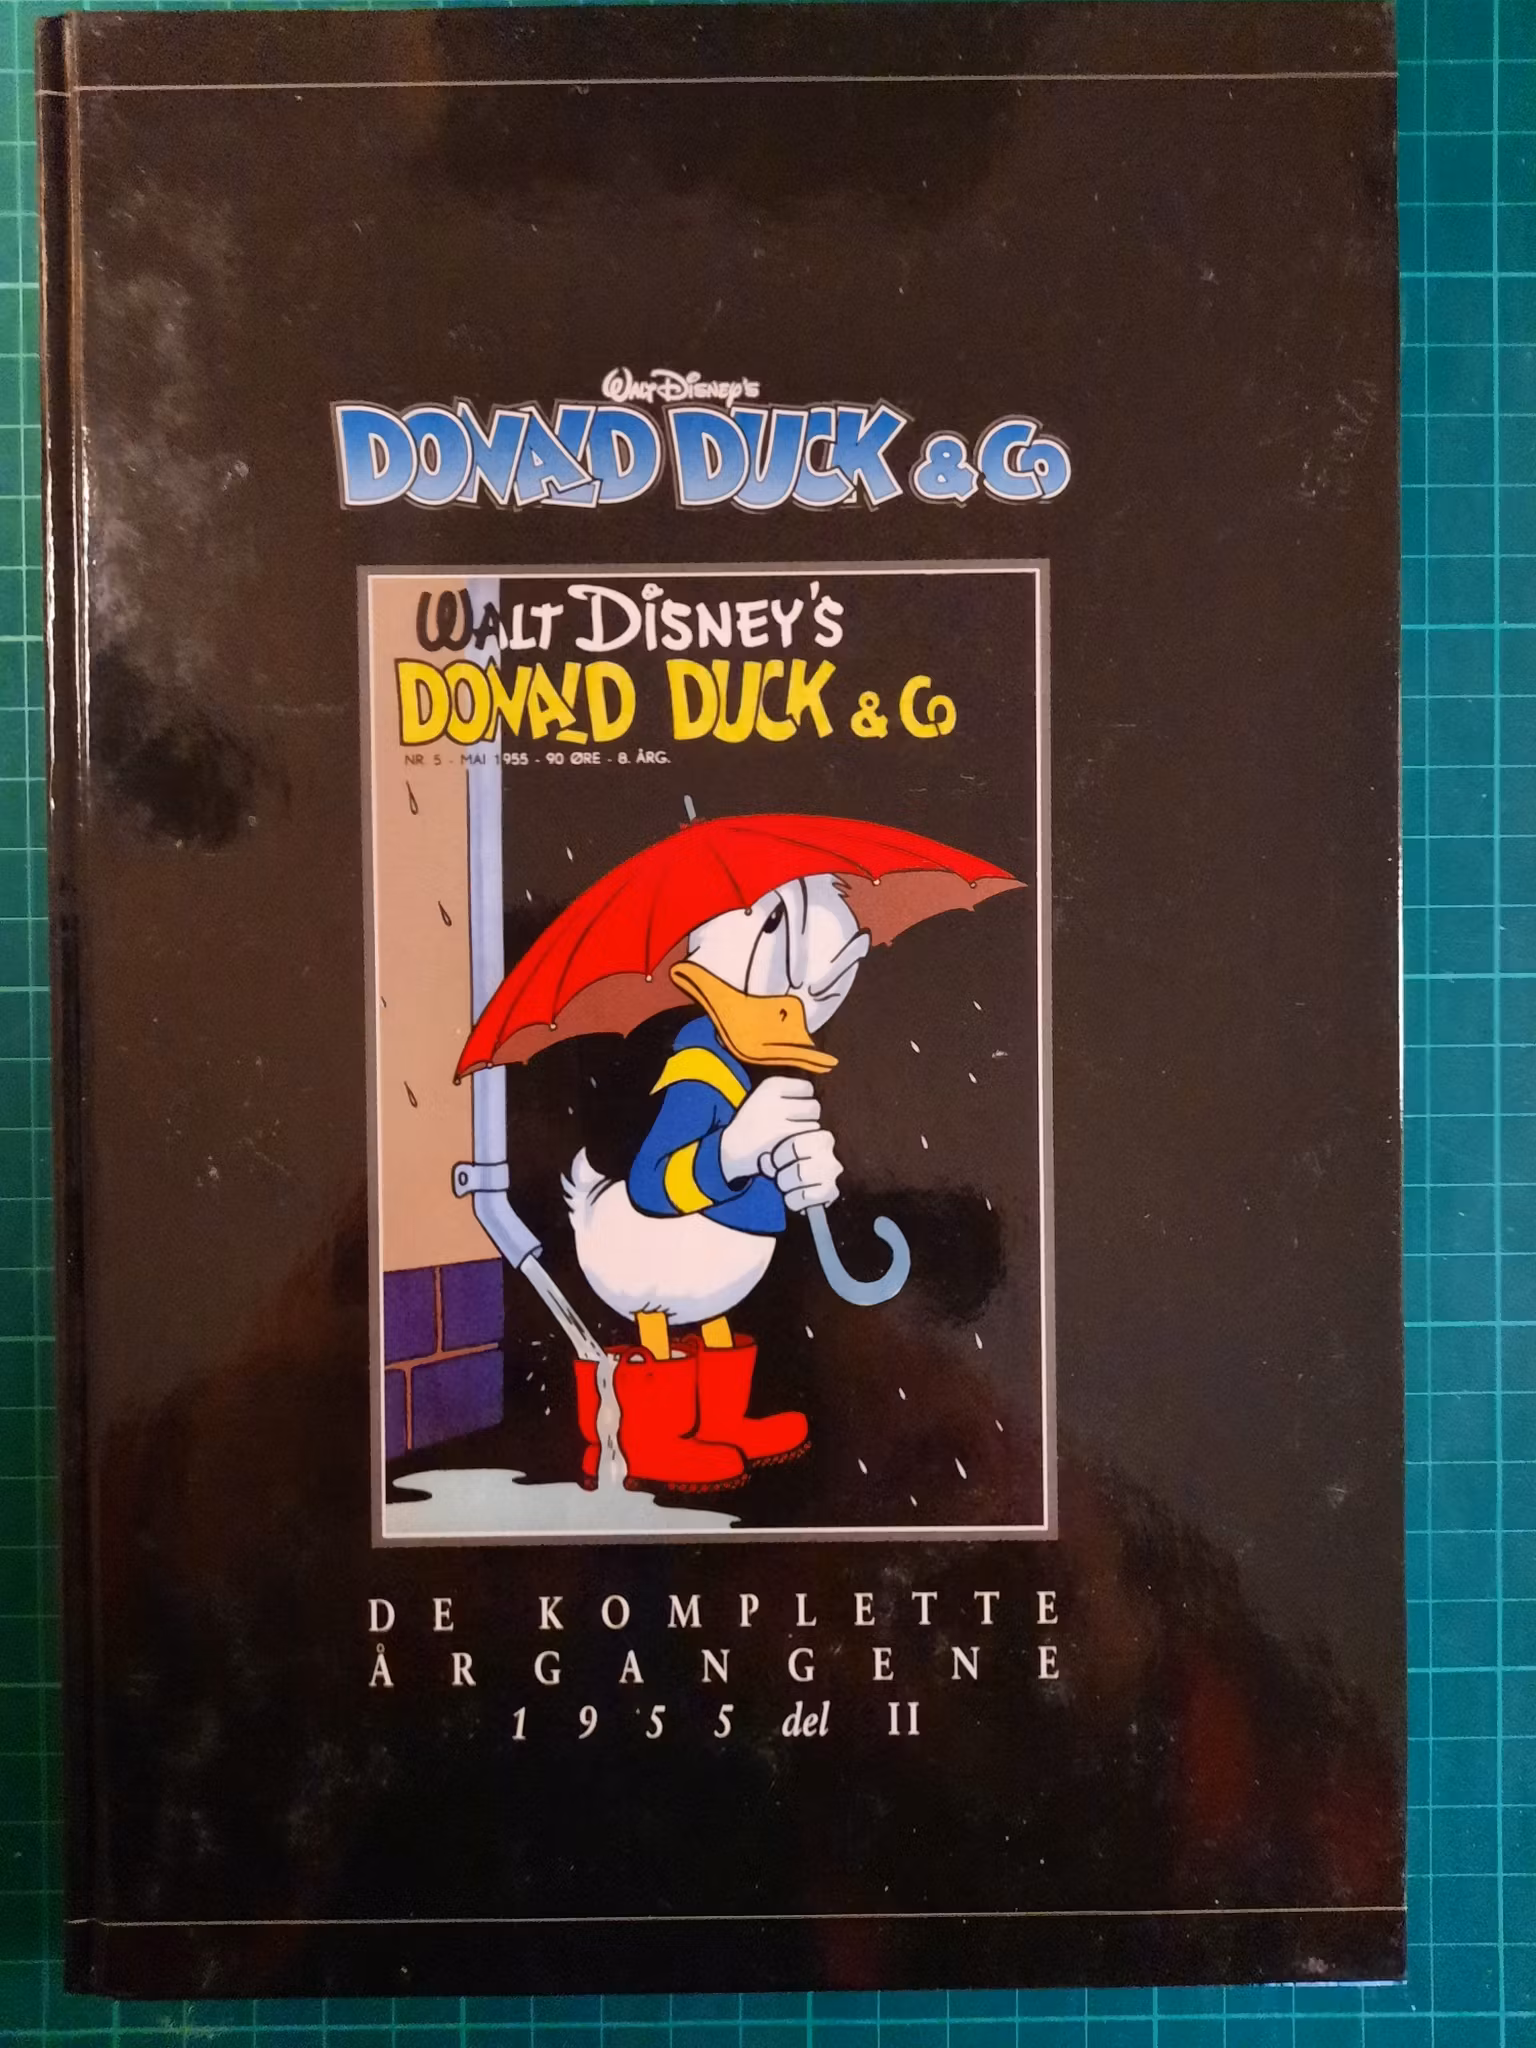 Walt Disney's
DONALD DUCK & Co
WALT DISNEY'S
DONALD DUCK & Co
NR. 5 - MAI 1955 - 90 ØRE - 8. ÅRG.
DE KOMPLETTE
ÅRGANGENE
1955 del II